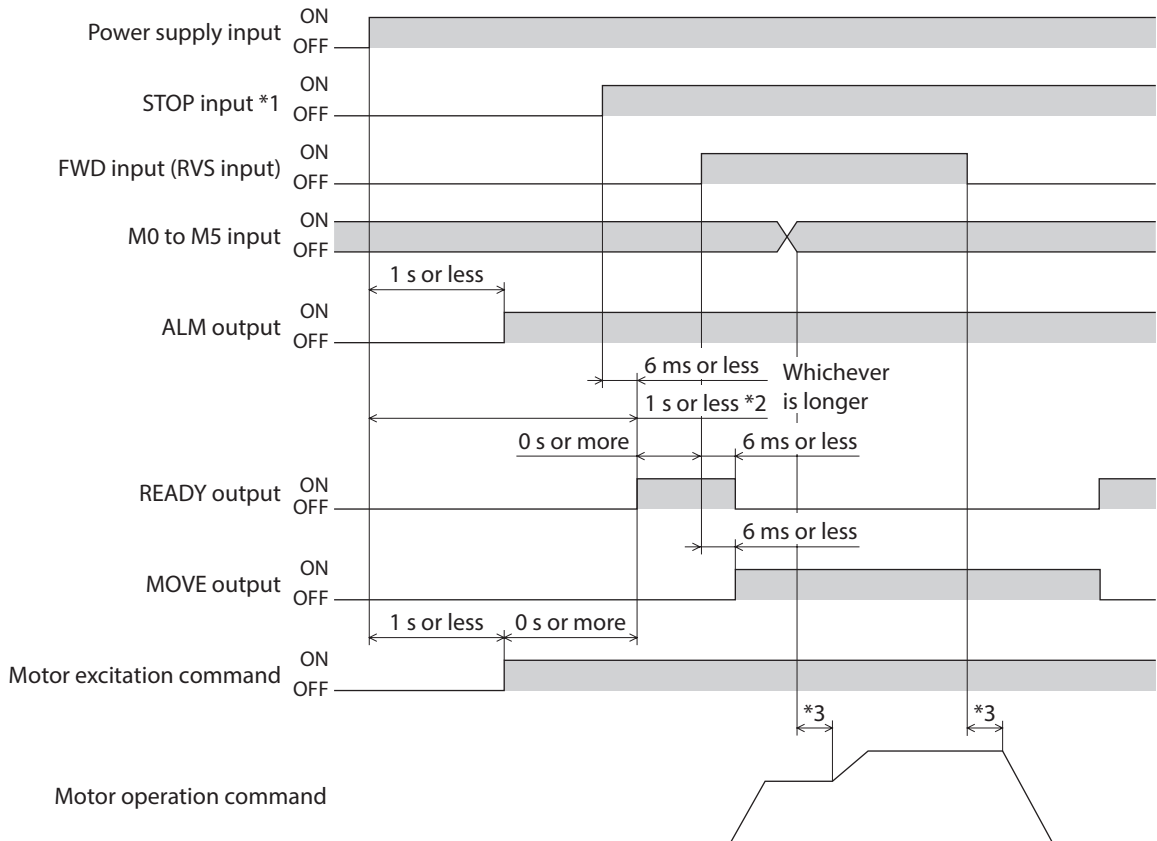 Power supply input
ON
OFF
STOP input *1
ON
OFF
FWD input (RVS input)
ON
OFF
M0 to M5 input
ON
OFF
1 s or less
ALM output
ON
OFF
6 ms or less
Whichever
is longer
1 s or less *2
0 s or more
6 ms or less
READY output
ON
OFF
6 ms or less
MOVE output
ON
OFF
1 s or less
0 s or more
Motor excitation command
ON
OFF
*3
*3
Motor operation command